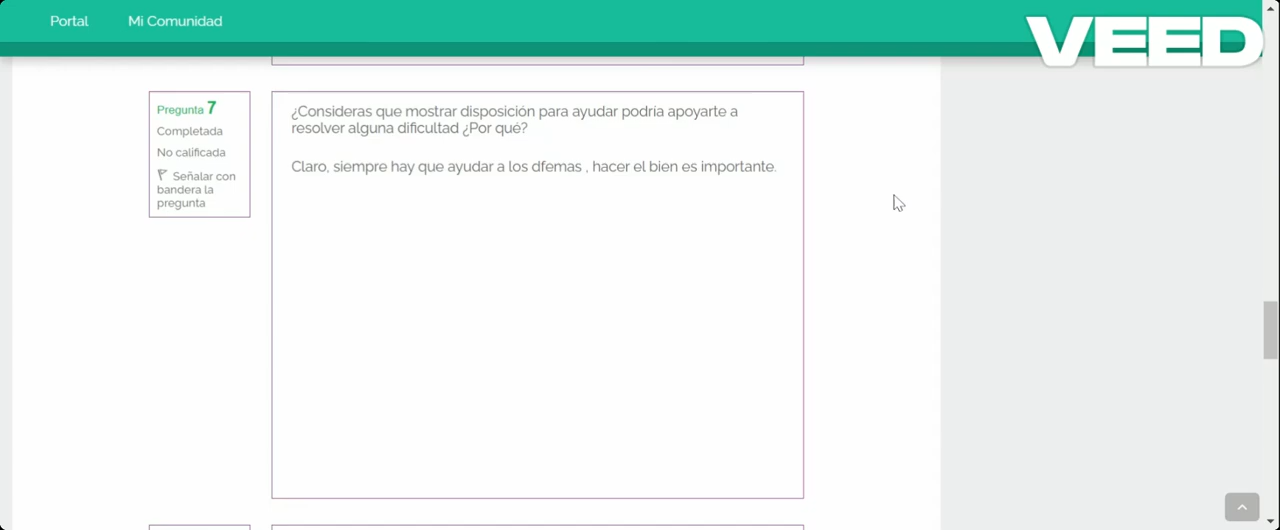 Portal
Mi Comunidad
VEED
Pregunta 7
Completada
No calificada
Señalar con
bandera la
pregunta
¿Consideras que mostrar disposición para ayudar podría apoyarte a
resolver alguna dificultad ¿Por qué?
Claro, siempre hay que ayudar a los dfemas , hacer el bien es importante.